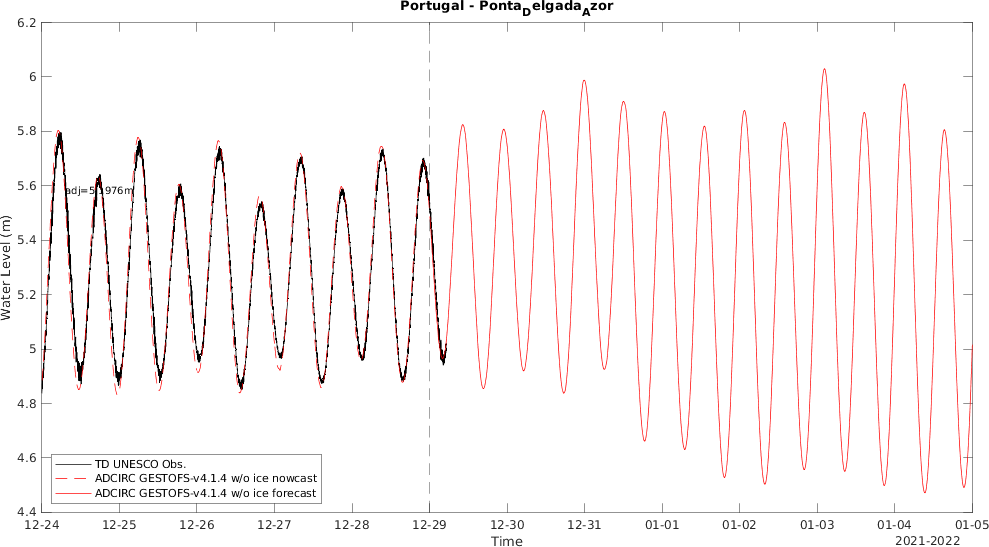 Portugal - PontaDelgadaAzor
6.2
6
5.8
5.6
5.4
5.2
5
4.8
4.6
4.4
Water Level (m)
adj=5.1976m
TD UNESCO Obs.
ADCIRC GESTOFS-v4.1.4 w/o ice nowcast
ADCIRC GESTOFS-v4.1.4 w/o ice forecast
12-24 12-25 12-26 12-27 12-28 12-29 12-30 12-31 01-01 01-02 01-03 01-04 01-05
Time
2021-2022